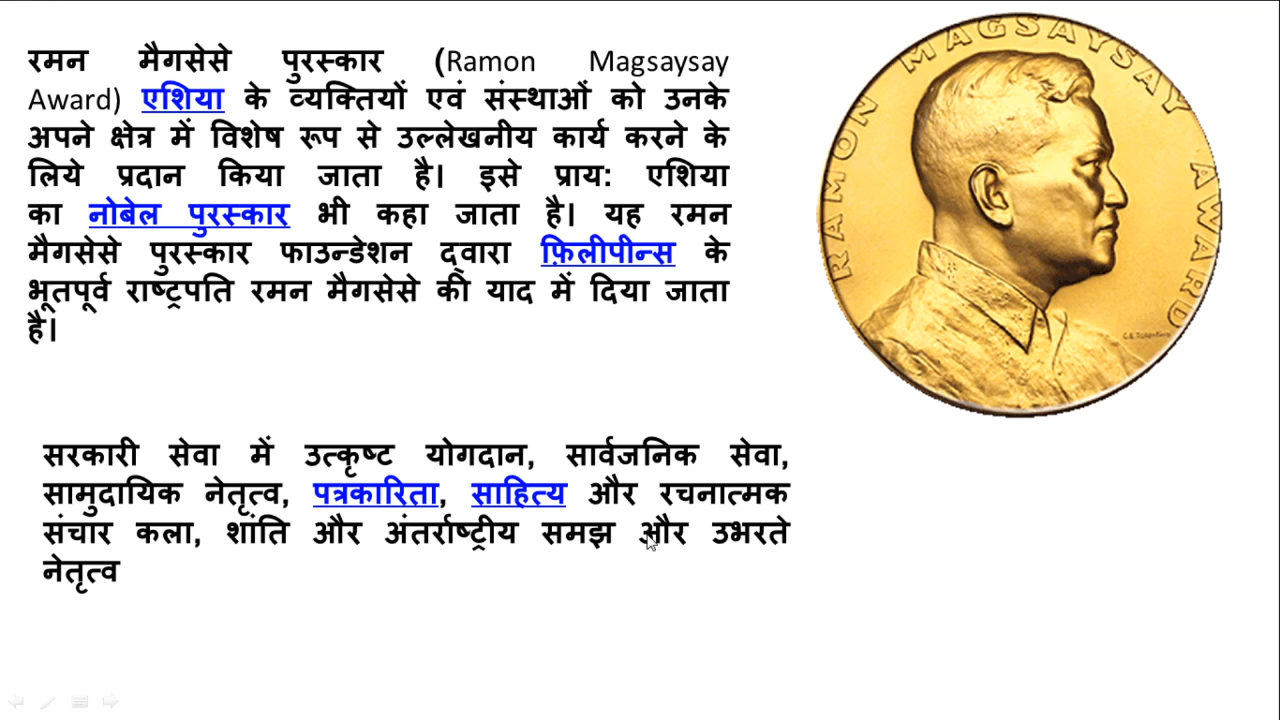 रमन मैगसेसे पुरस्कार (Ramon Magsaysay
Award) एशिया के व्यक्तियों एवं संस्थाओं को उनके
अपने क्षेत्र में विशेष रूप से उल्लेखनीय कार्य करने के
लिये प्रदान किया जाता है। इसे प्राय: एशिया
का नोबेल पुरस्कार भी कहा जाता है। यह रमन
मैगसेसे पुरस्कार फाउन्डेशन द्वारा फ़िलीपीन्स के
भूतपूर्व राष्ट्रपति रमन मैगसेसे की याद में दिया जाता
है।
RAMON MAGSAYSAY AWARD
सरकारी सेवा में उत्कृष्ट योगदान, सार्वजनिक सेवा,
सामुदायिक नेतृत्व, पत्रकारिता, साहित्य और रचनात्मक
संचार कला, शांति और अंतर्राष्ट्रीय समझ और उभरते
नेतृत्व